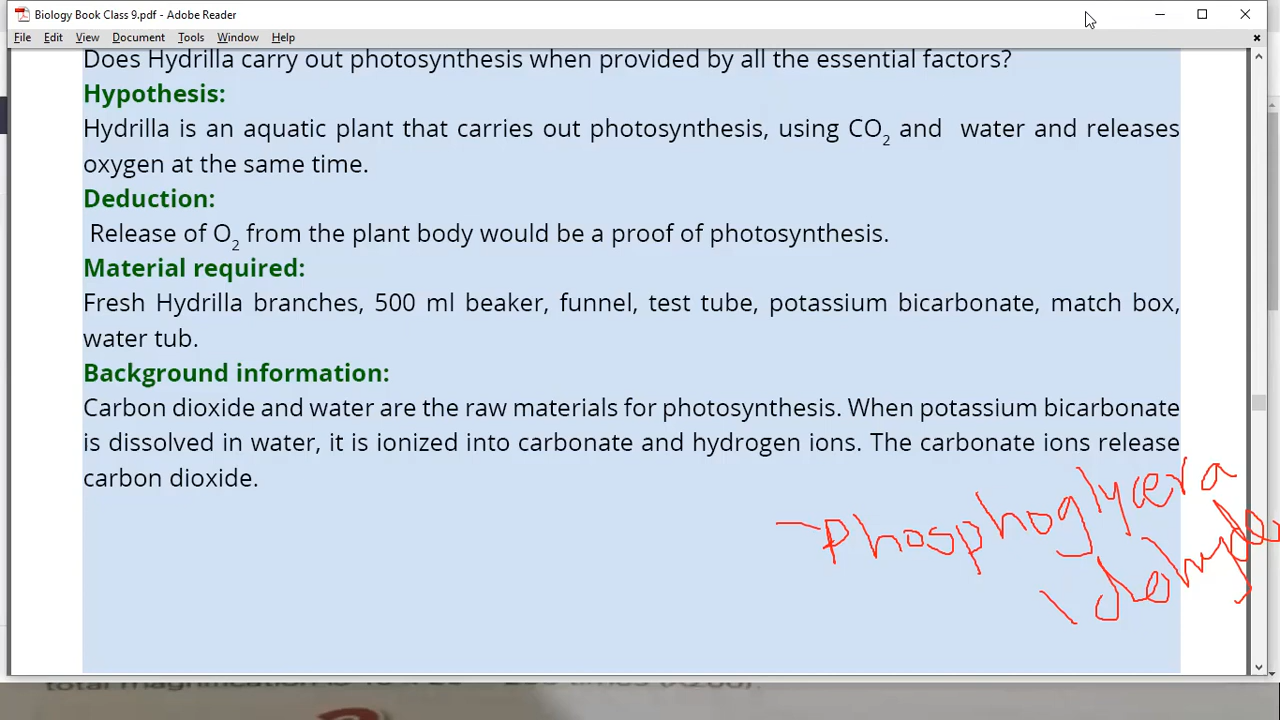 Biology Book Class 9.pdf - Adobe Reader
File Edit View Document Tools Window Help
Does Hydrilla carry out photosynthesis when provided by all the essential factors?
Hypothesis:
Hydrilla is an aquatic plant that carries out photosynthesis, using CO₂ and water and releases
oxygen at the same time.
Deduction:
Release of O₂ from the plant body would be a proof of photosynthesis.
Material required:
Fresh Hydrilla branches, 500 ml beaker, funnel, test tube, potassium bicarbonate, match box,
water tub.
Background information:
Carbon dioxide and water are the raw materials for photosynthesis. When potassium bicarbonate
is dissolved in water, it is ionized into carbonate and hydrogen ions. The carbonate ions release
carbon dioxide.
Phosphoglycera
ldehyde